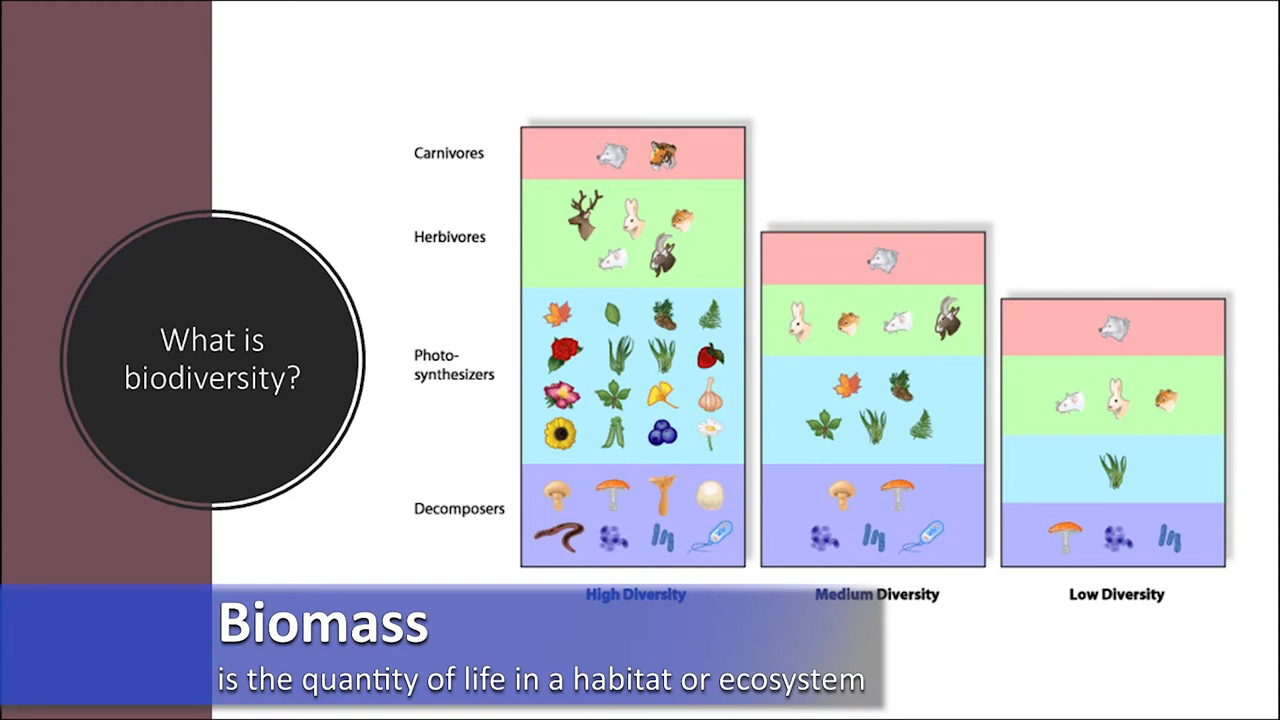 What is
biodiversity?
Carnivores
Herbivores
Photo-
synthesizers
Decomposers
High Diversity
Medium Diversity
Low Diversity
Biomass
is the quantity of life in a habitat or ecosystem